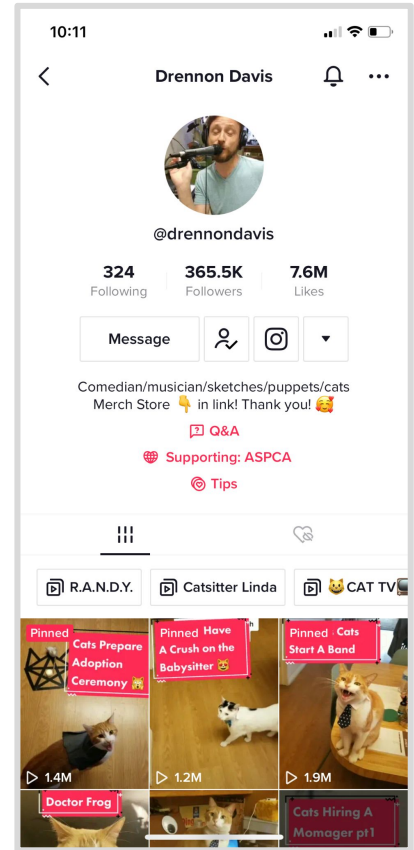 10:11
Drennon Davis
@drennondavis
324 365.5K 7.6M
Following Followers Likes
Message
Comedian/musician/sketches/puppets/cats
Merch Store 👇 in link! Thank you! 🥰
Q&A
Supporting: ASPCA
Tips
R.A.N.D.Y.
Catsitter Linda
😺CAT TV📺
Pinned
Cats Prepare
Adoption
Ceremony 🙀
1.4M
Pinned Have
A Crush on the
Babysitter 😻
1.2M
Pinned Cats
Start A Band
1.9M
Doctor Frog
Cats Hiring A
Momager pt1